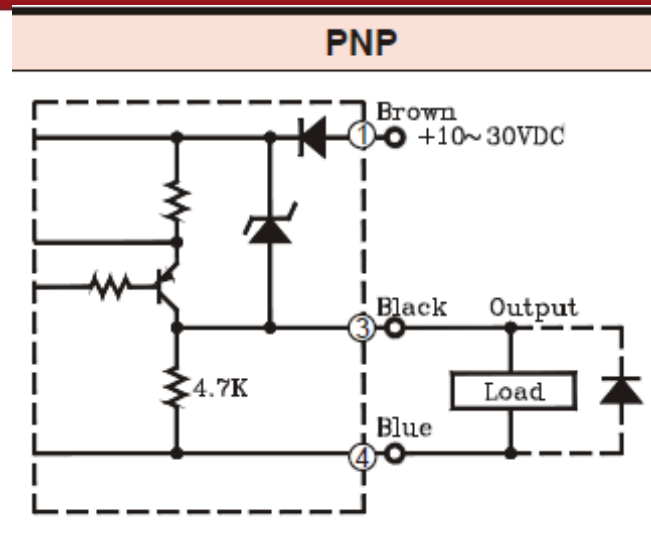 PNP
Brown
1 +10~30VDC
Black Output
3
4.7K
Load
Blue
4